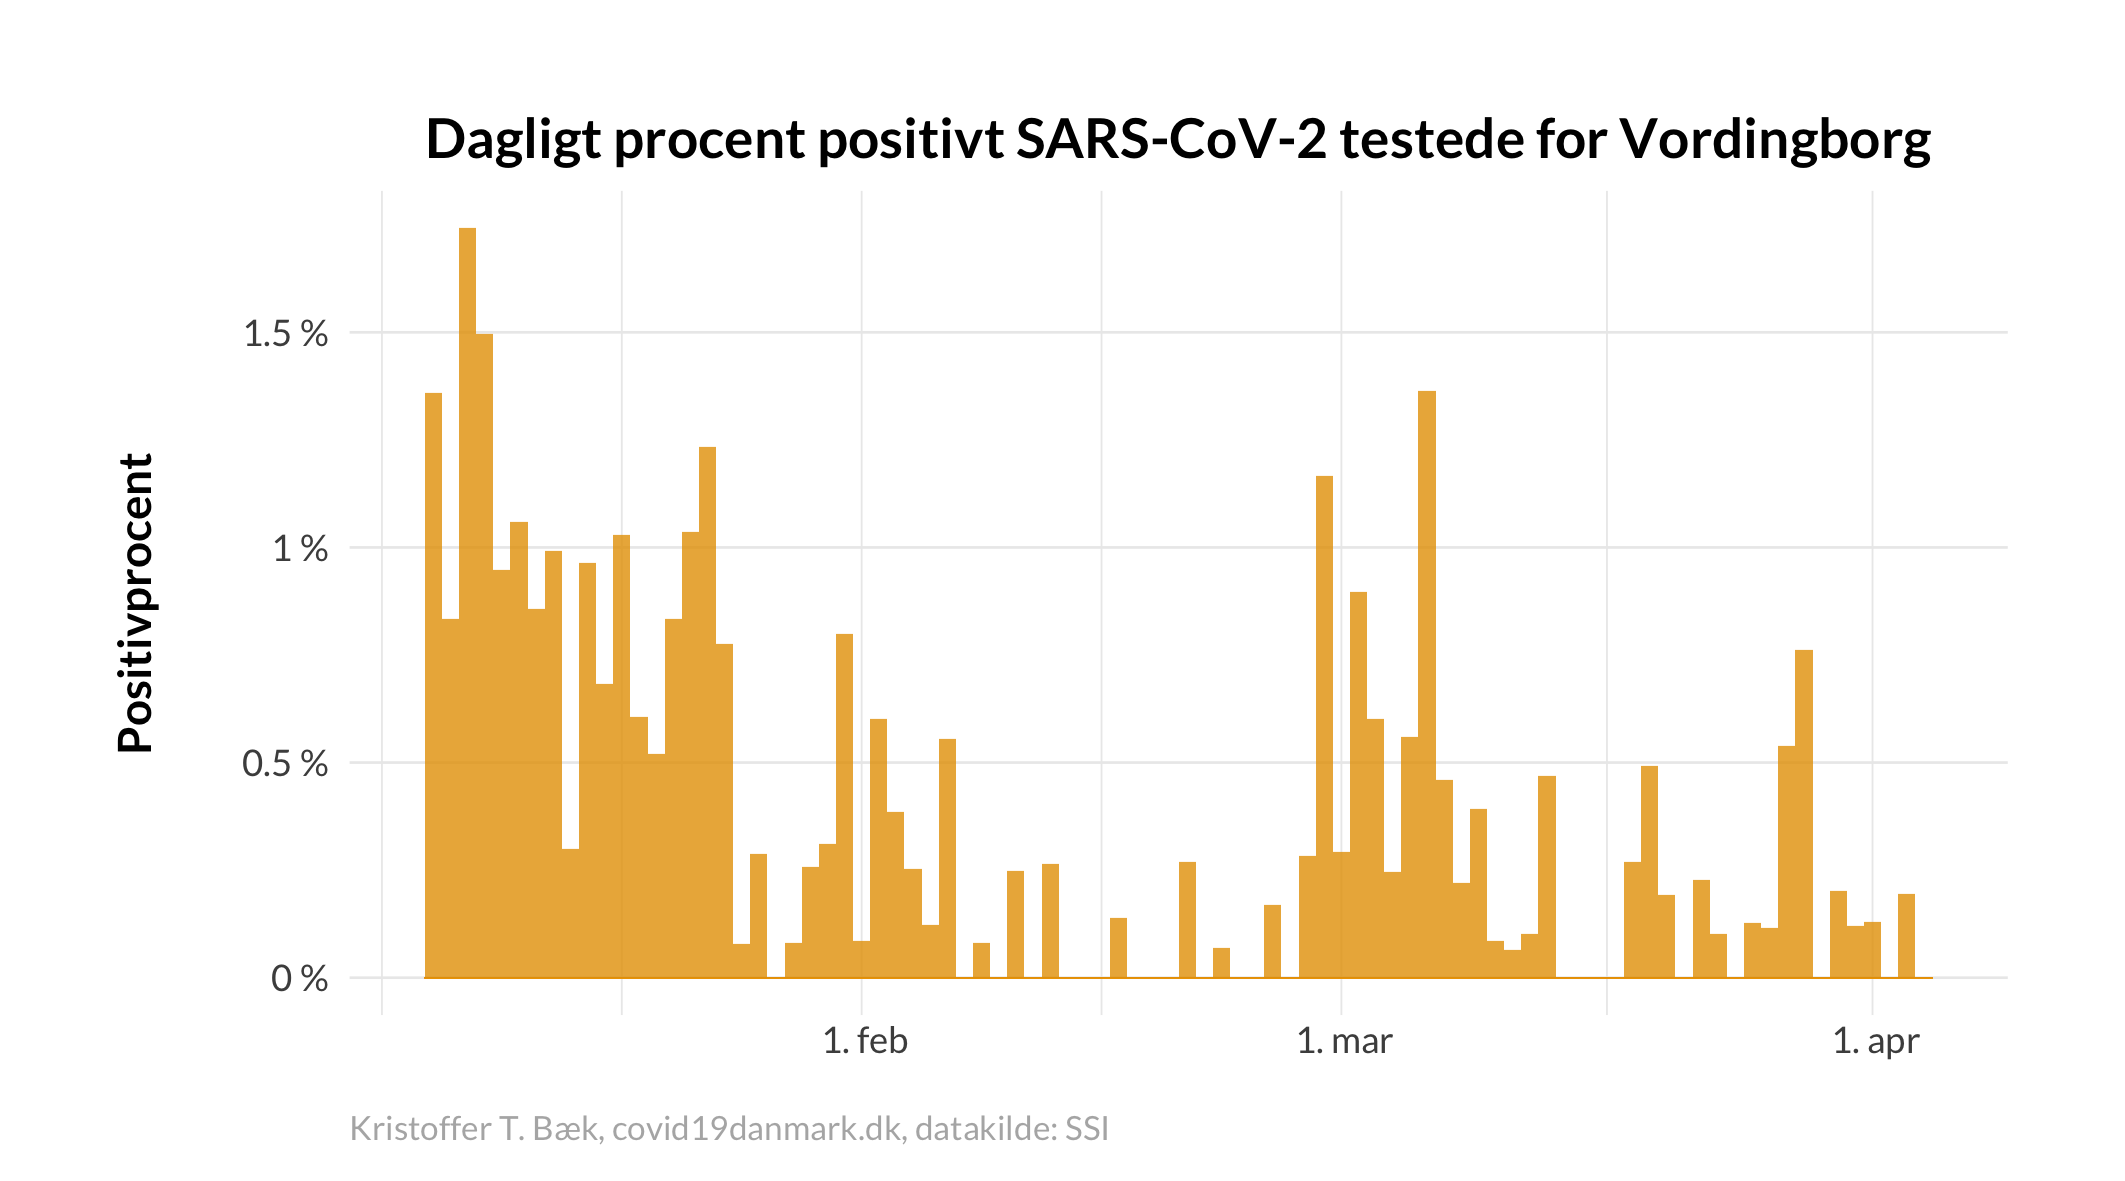 Dagligt procent positivt SARS-CoV-2 testede for Vordingborg
Positivprocent
1.5 %
1 %
0.5 %
0 %
1. feb
1. mar
1. apr
Kristoffer T. Bæk, covid19danmark.dk, datakilde: SSI